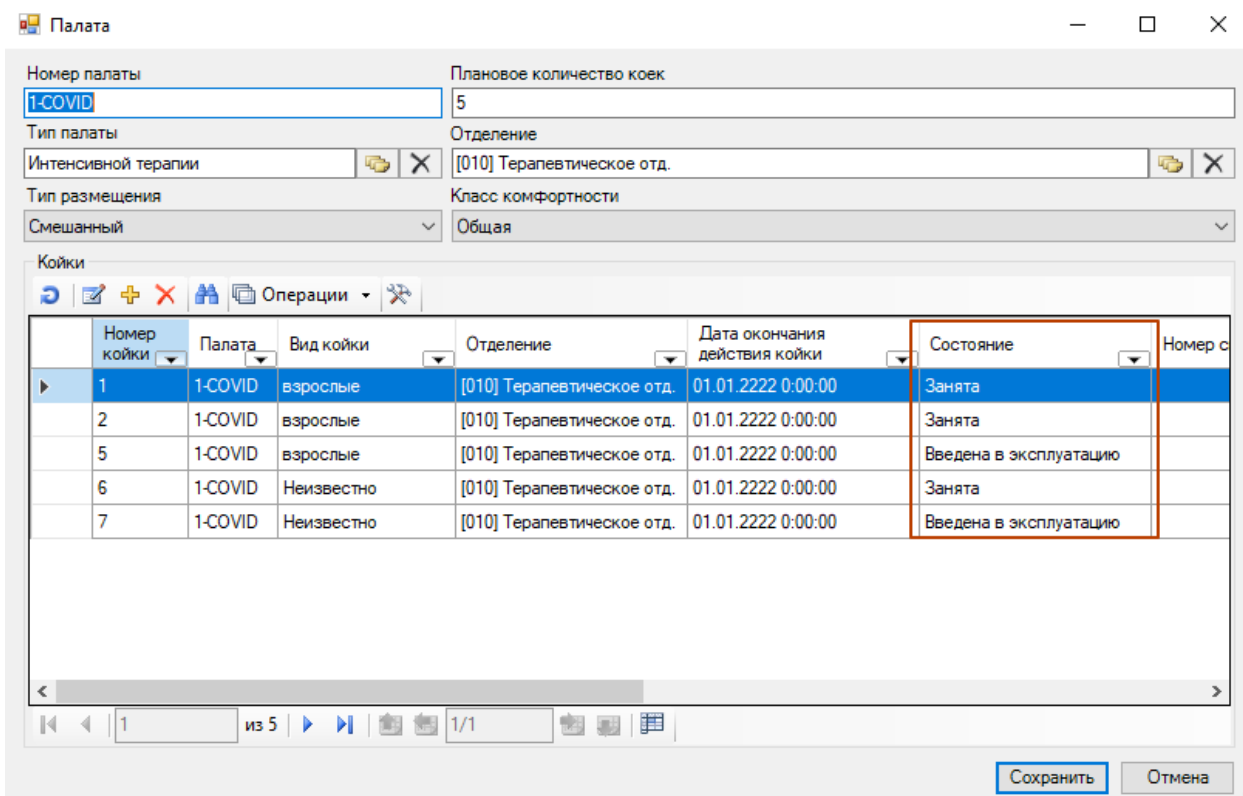 Палата
Номер палаты Плановое количество коек
1-COVID 5
Тип палаты Отделение
Интенсивной терапии [010] Терапевтическое отд.
Тип размещения Класс комфортности
Смешанный Общая
Койки
Операции
Номер койки Палата Вид койки Отделение Дата окончания действия койки Состояние Номер
1 1-COVID взрослые [010] Терапевтическое отд. 01.01.2222 0:00:00 Занята
2 1-COVID взрослые [010] Терапевтическое отд. 01.01.2222 0:00:00 Занята
5 1-COVID взрослые [010] Терапевтическое отд. 01.01.2222 0:00:00 Введена в эксплуатацию
6 1-COVID Неизвестно [010] Терапевтическое отд. 01.01.2222 0:00:00 Занята
7 1-COVID Неизвестно [010] Терапевтическое отд. 01.01.2222 0:00:00 Введена в эксплуатацию
1 из 5 1/1
Сохранить Отмена